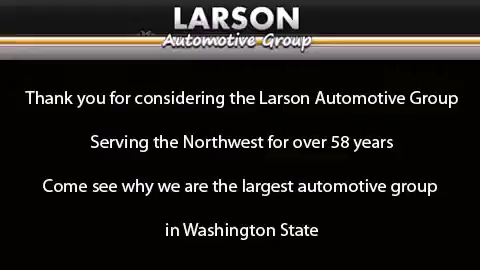 LARSON
Automotive Group
Thank you for considering the Larson Automotive Group
Serving the Northwest for over 58 years
Come see why we are the largest automotive group
in Washington State